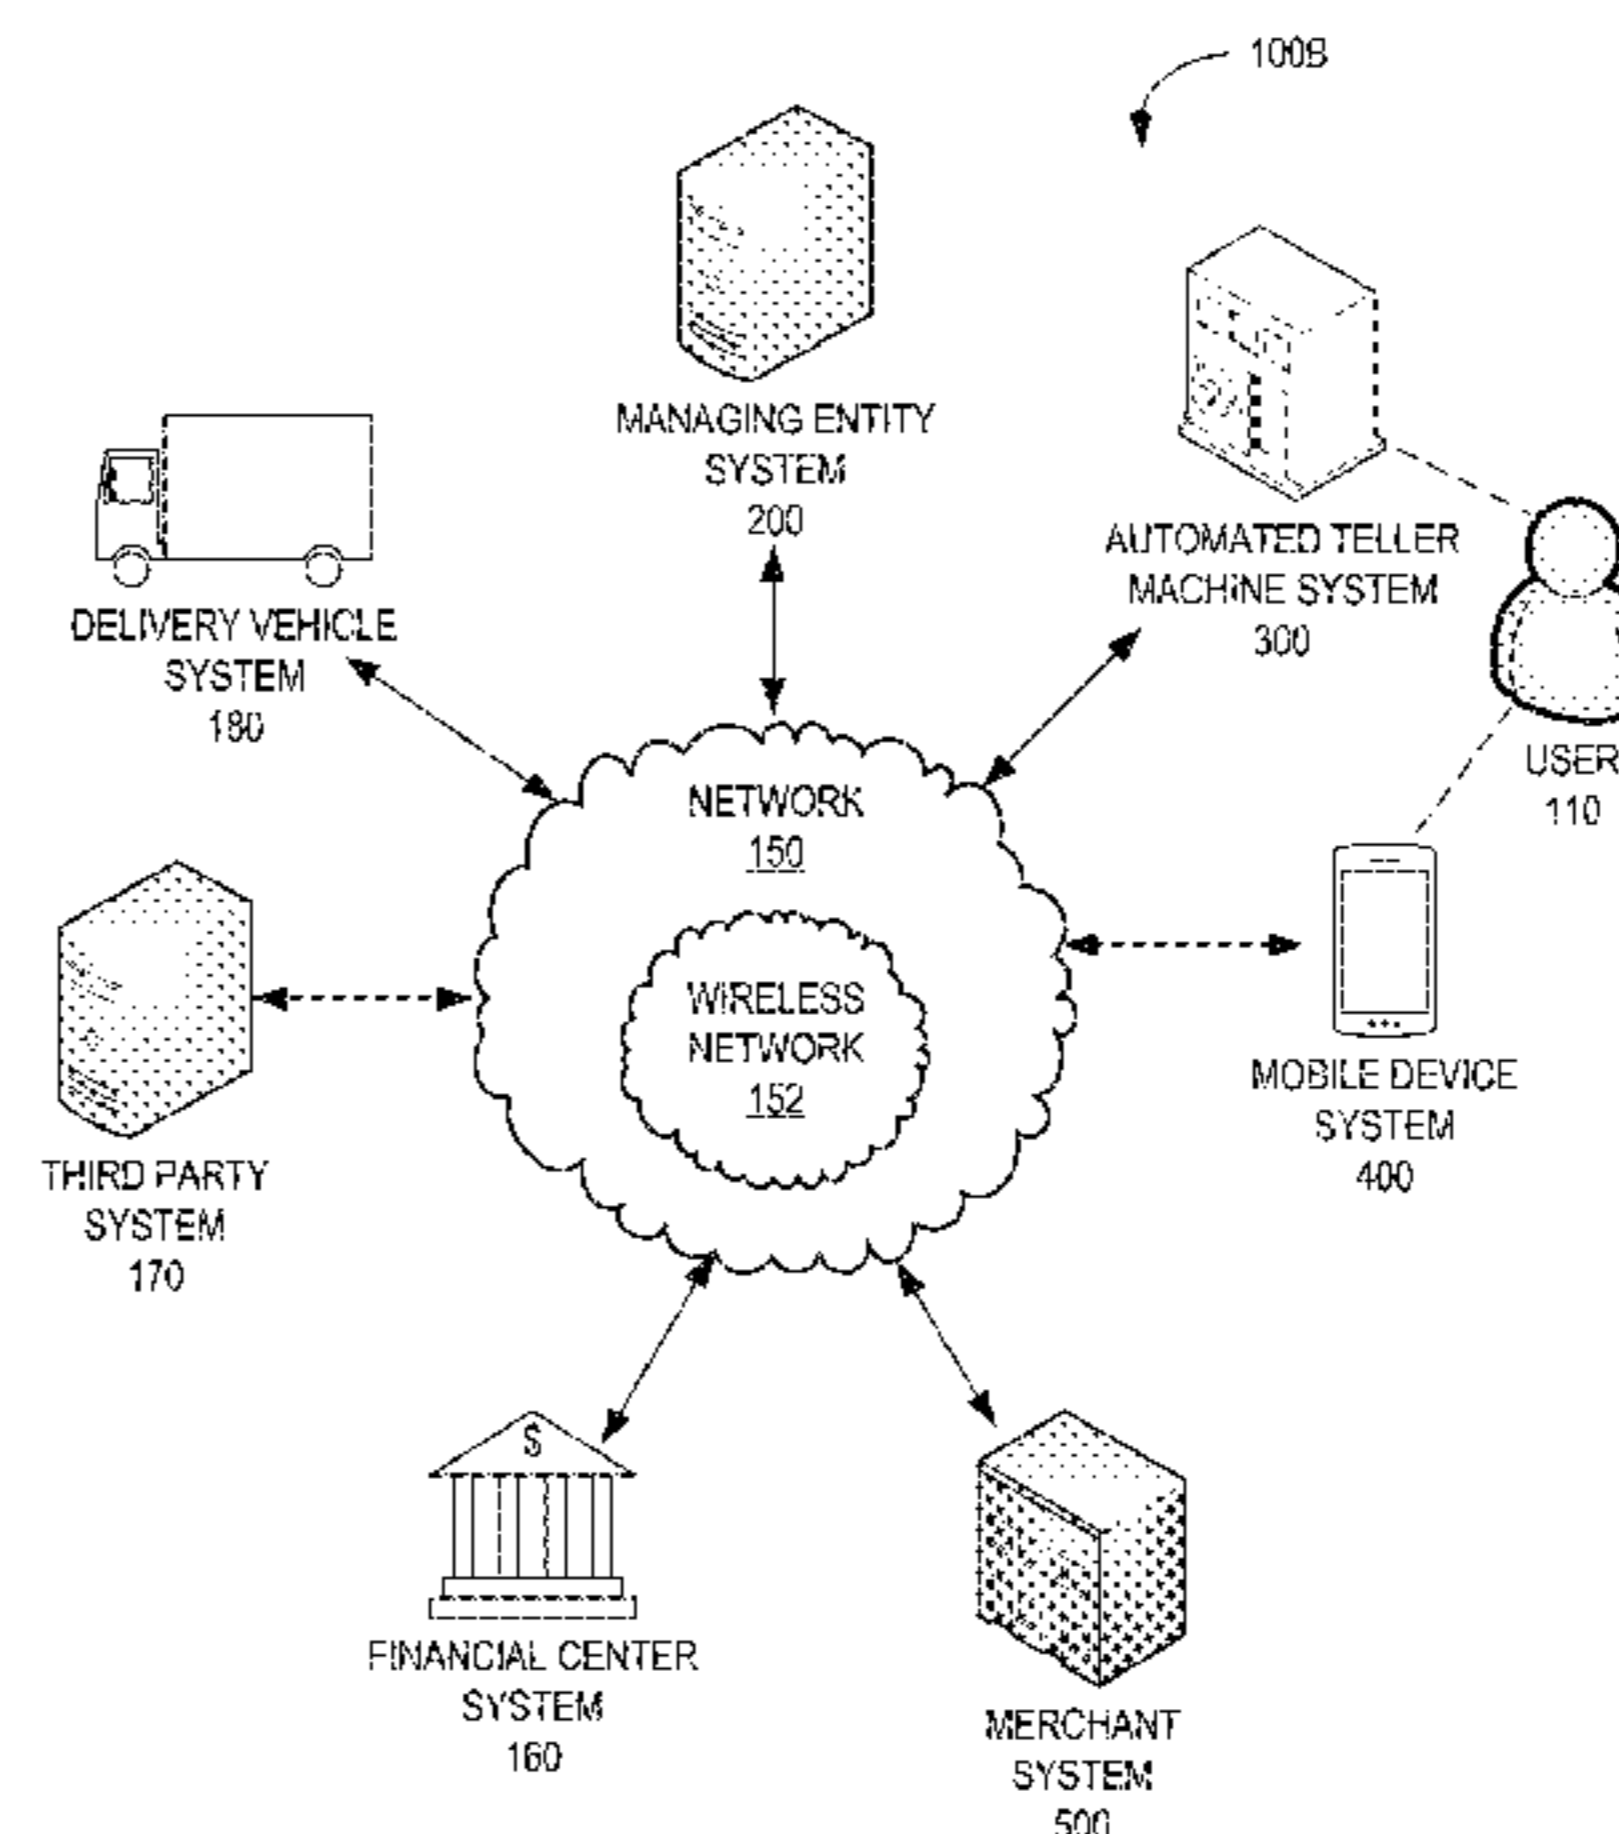 100B
MANAGING ENTITY
SYSTEM
200
AUTOMATED TELLER
MACHINE SYSTEM
300
DELIVERY VEHICLE
SYSTEM
180
USER
110
NETWORK
150
WIRELESS
NETWORK
152
MOBILE DEVICE
SYSTEM
400
THIRD PARTY
SYSTEM
170
$
FINANCIAL CENTER
SYSTEM
160
MERCHANT
SYSTEM
500